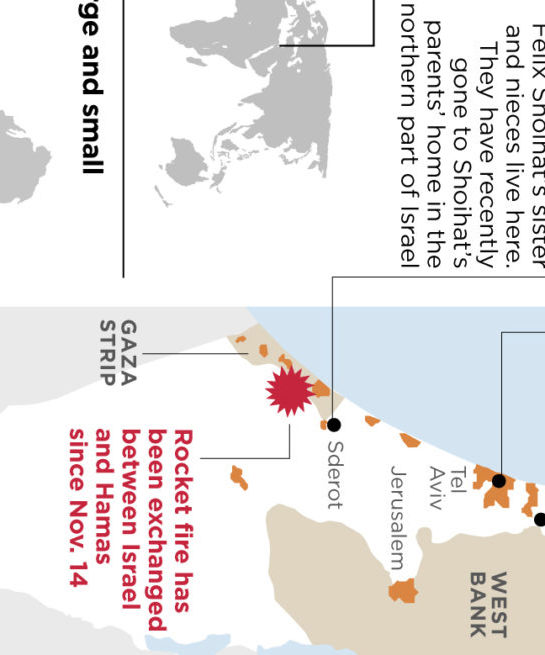 Felix Shoihat's sister
and nieces live here.
They have recently
gone to Shoihat's
parents' home in the
northern part of Israel
rge and small
Tel
Aviv
Jerusalem
WEST
BANK
Sderot
GAZA
STRIP
Rocket fire has
been exchanged
between Israel
and Hamas
since Nov. 14